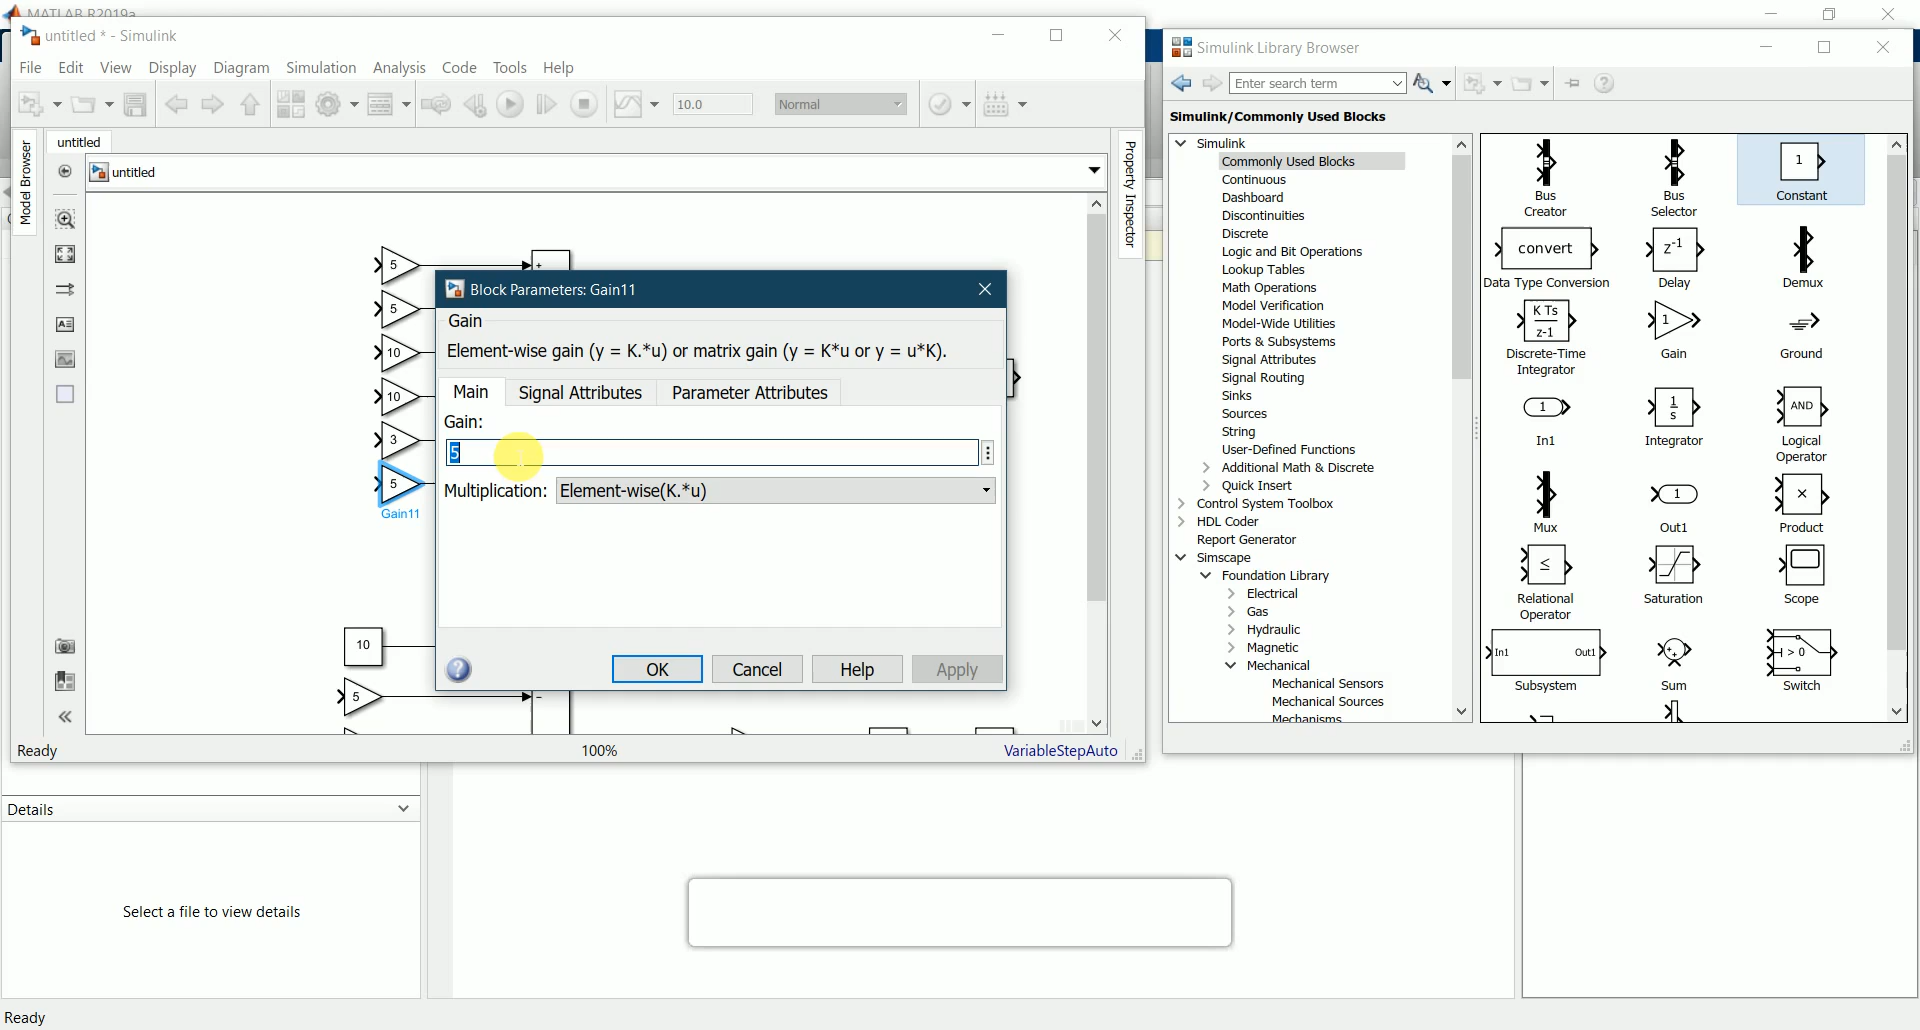 MATLAB R2019a
untitled * - Simulink
File Edit View Display Diagram Simulation Analysis Code Tools Help
10.0 Normal
Model Browser
untitled
untitled
Property Inspector
5
5
10
10
3
5
Gain11
10
5
Block Parameters: Gain11
Gain
Element-wise gain (y = K.*u) or matrix gain (y = K*u or y = u*K).
Main Signal Attributes Parameter Attributes
Gain:
5
Multiplication: Element-wise(K.*u)
OK Cancel Help Apply
Ready 100% VariableStepAuto
Simulink Library Browser
Enter search term
Simulink/Commonly Used Blocks
Simulink
Commonly Used Blocks
Continuous
Dashboard
Discontinuities
Discrete
Logic and Bit Operations
Lookup Tables
Math Operations
Model Verification
Model-Wide Utilities
Ports & Subsystems
Signal Attributes
Signal Routing
Sinks
Sources
String
User-Defined Functions
Additional Math & Discrete
Quick Insert
Control System Toolbox
HDL Coder
Report Generator
Simscape
Foundation Library
Electrical
Gas
Hydraulic
Magnetic
Mechanical
Mechanical Sensors
Mechanical Sources
Mechanisms
Bus
Creator
Bus
Selector
1
Constant
convert
Data Type Conversion
z-1
Delay
Demux
K Ts
z-1
Discrete-Time
Integrator
1
Gain
Ground
1
In1
1
s
Integrator
AND
Logical
Operator
Mux
1
Out1
×
Product
≤
Relational
Operator
Saturation
Scope
In1 Out1
Subsystem
+
+
Sum
> 0
Switch
Details
Select a file to view details
Ready